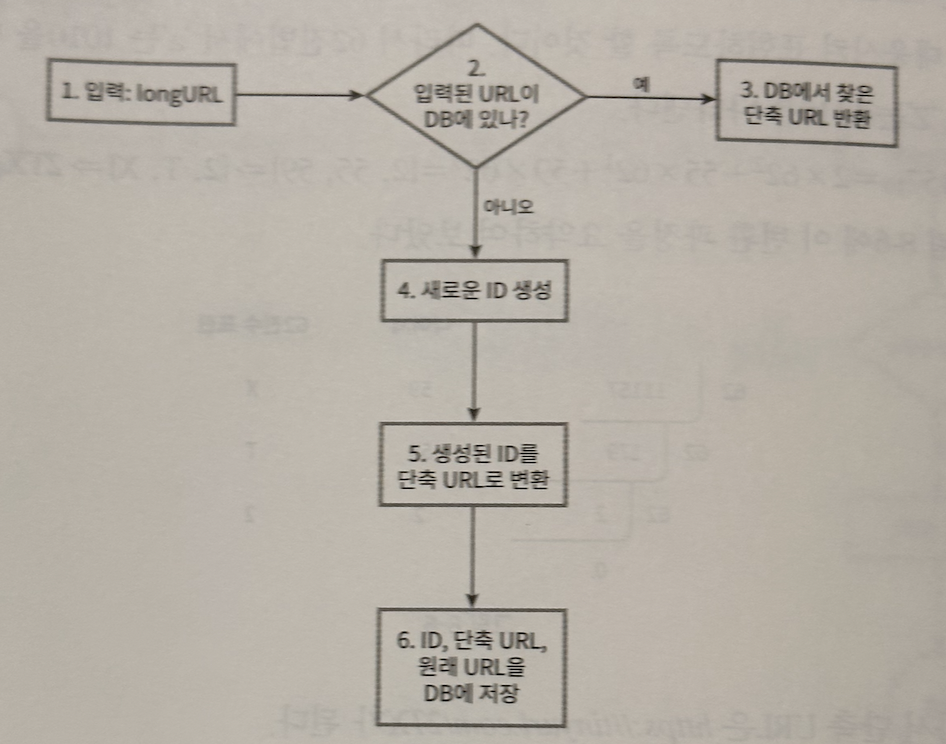 1. 입력: longURL
2.
입력된 URL이
DB에 있나?
예
3. DB에서 찾은
단축 URL 반환
아니오
4. 새로운 ID 생성
5. 생성된 ID를
단축 URL로 변환
6. ID, 단축 URL,
원래 URL을
DB에 저장